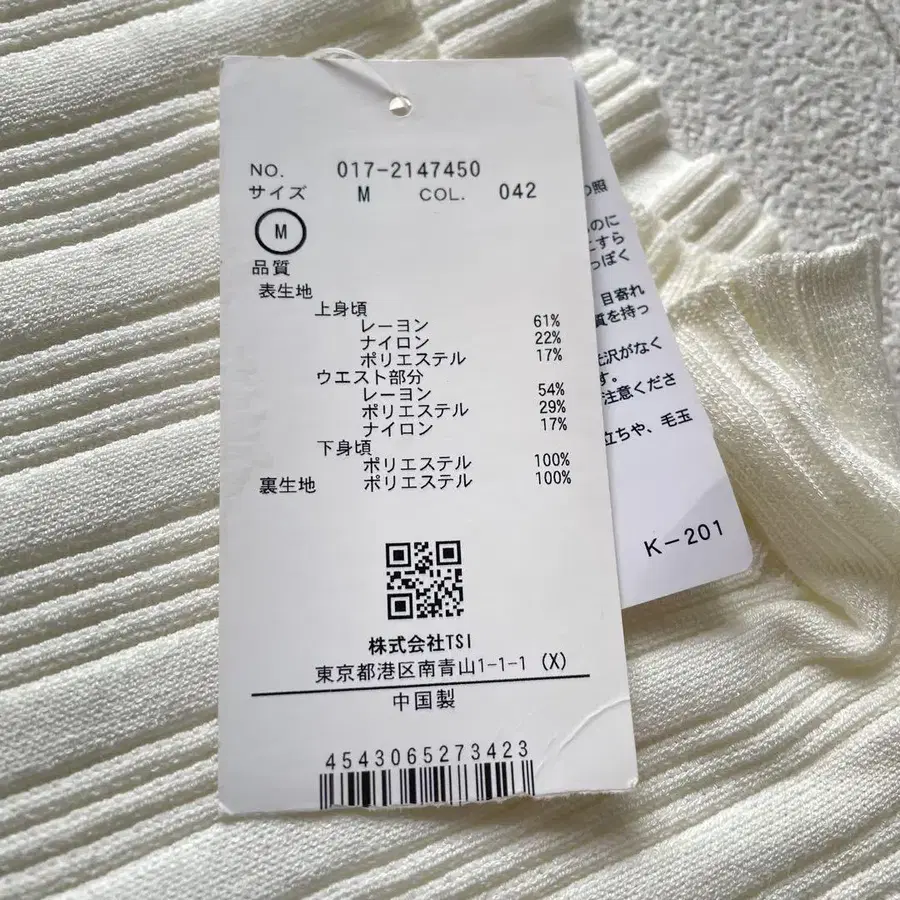 NO. 017-2147450
サイズ M COL. 042
M
品質
表生地
上身頃
レーヨン 61%
ナイロン 22%
ポリエステル 17%
ウエスト部分
レーヨン 54%
ポリエステル 29%
ナイロン 17%
下身頃
ポリエステル 100%
裏生地 ポリエステル 100%
株式会社TSI
東京都港区南青山1-1-1 (X)
中国製
4543065273423
照
のに
こすら
っぽく
目寄れ
質を持っ
光沢がなく
す。
注意くださ
立ちや、毛玉
K-201